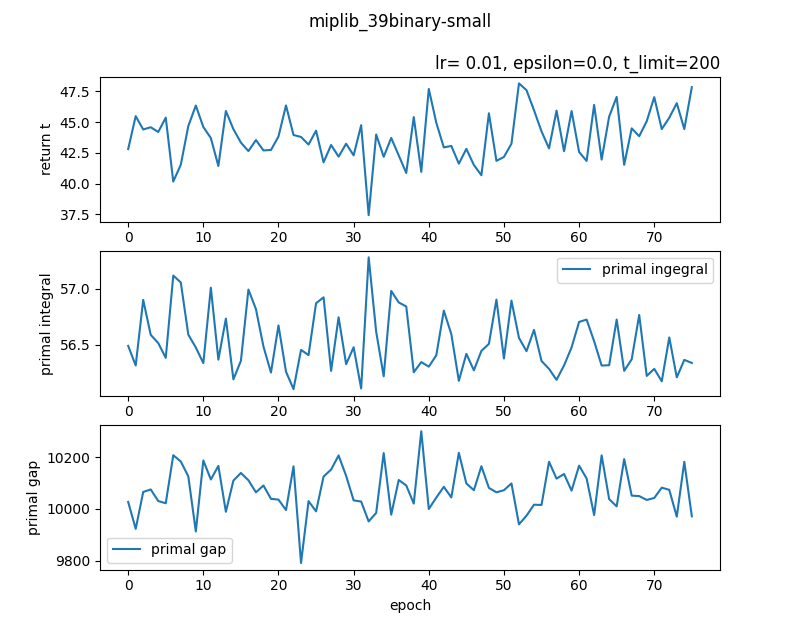 miplib_39binary-small
lr= 0.01, epsilon=0.0, t_limit=200
return t
47.5
45.0
42.5
40.0
37.5
0 10 20 30 40 50 60 70
primal integral
57.0
56.5
primal ingegral
0 10 20 30 40 50 60 70
primal gap
10200
10000
9800
primal gap
0 10 20 30 40 50 60 70
epoch